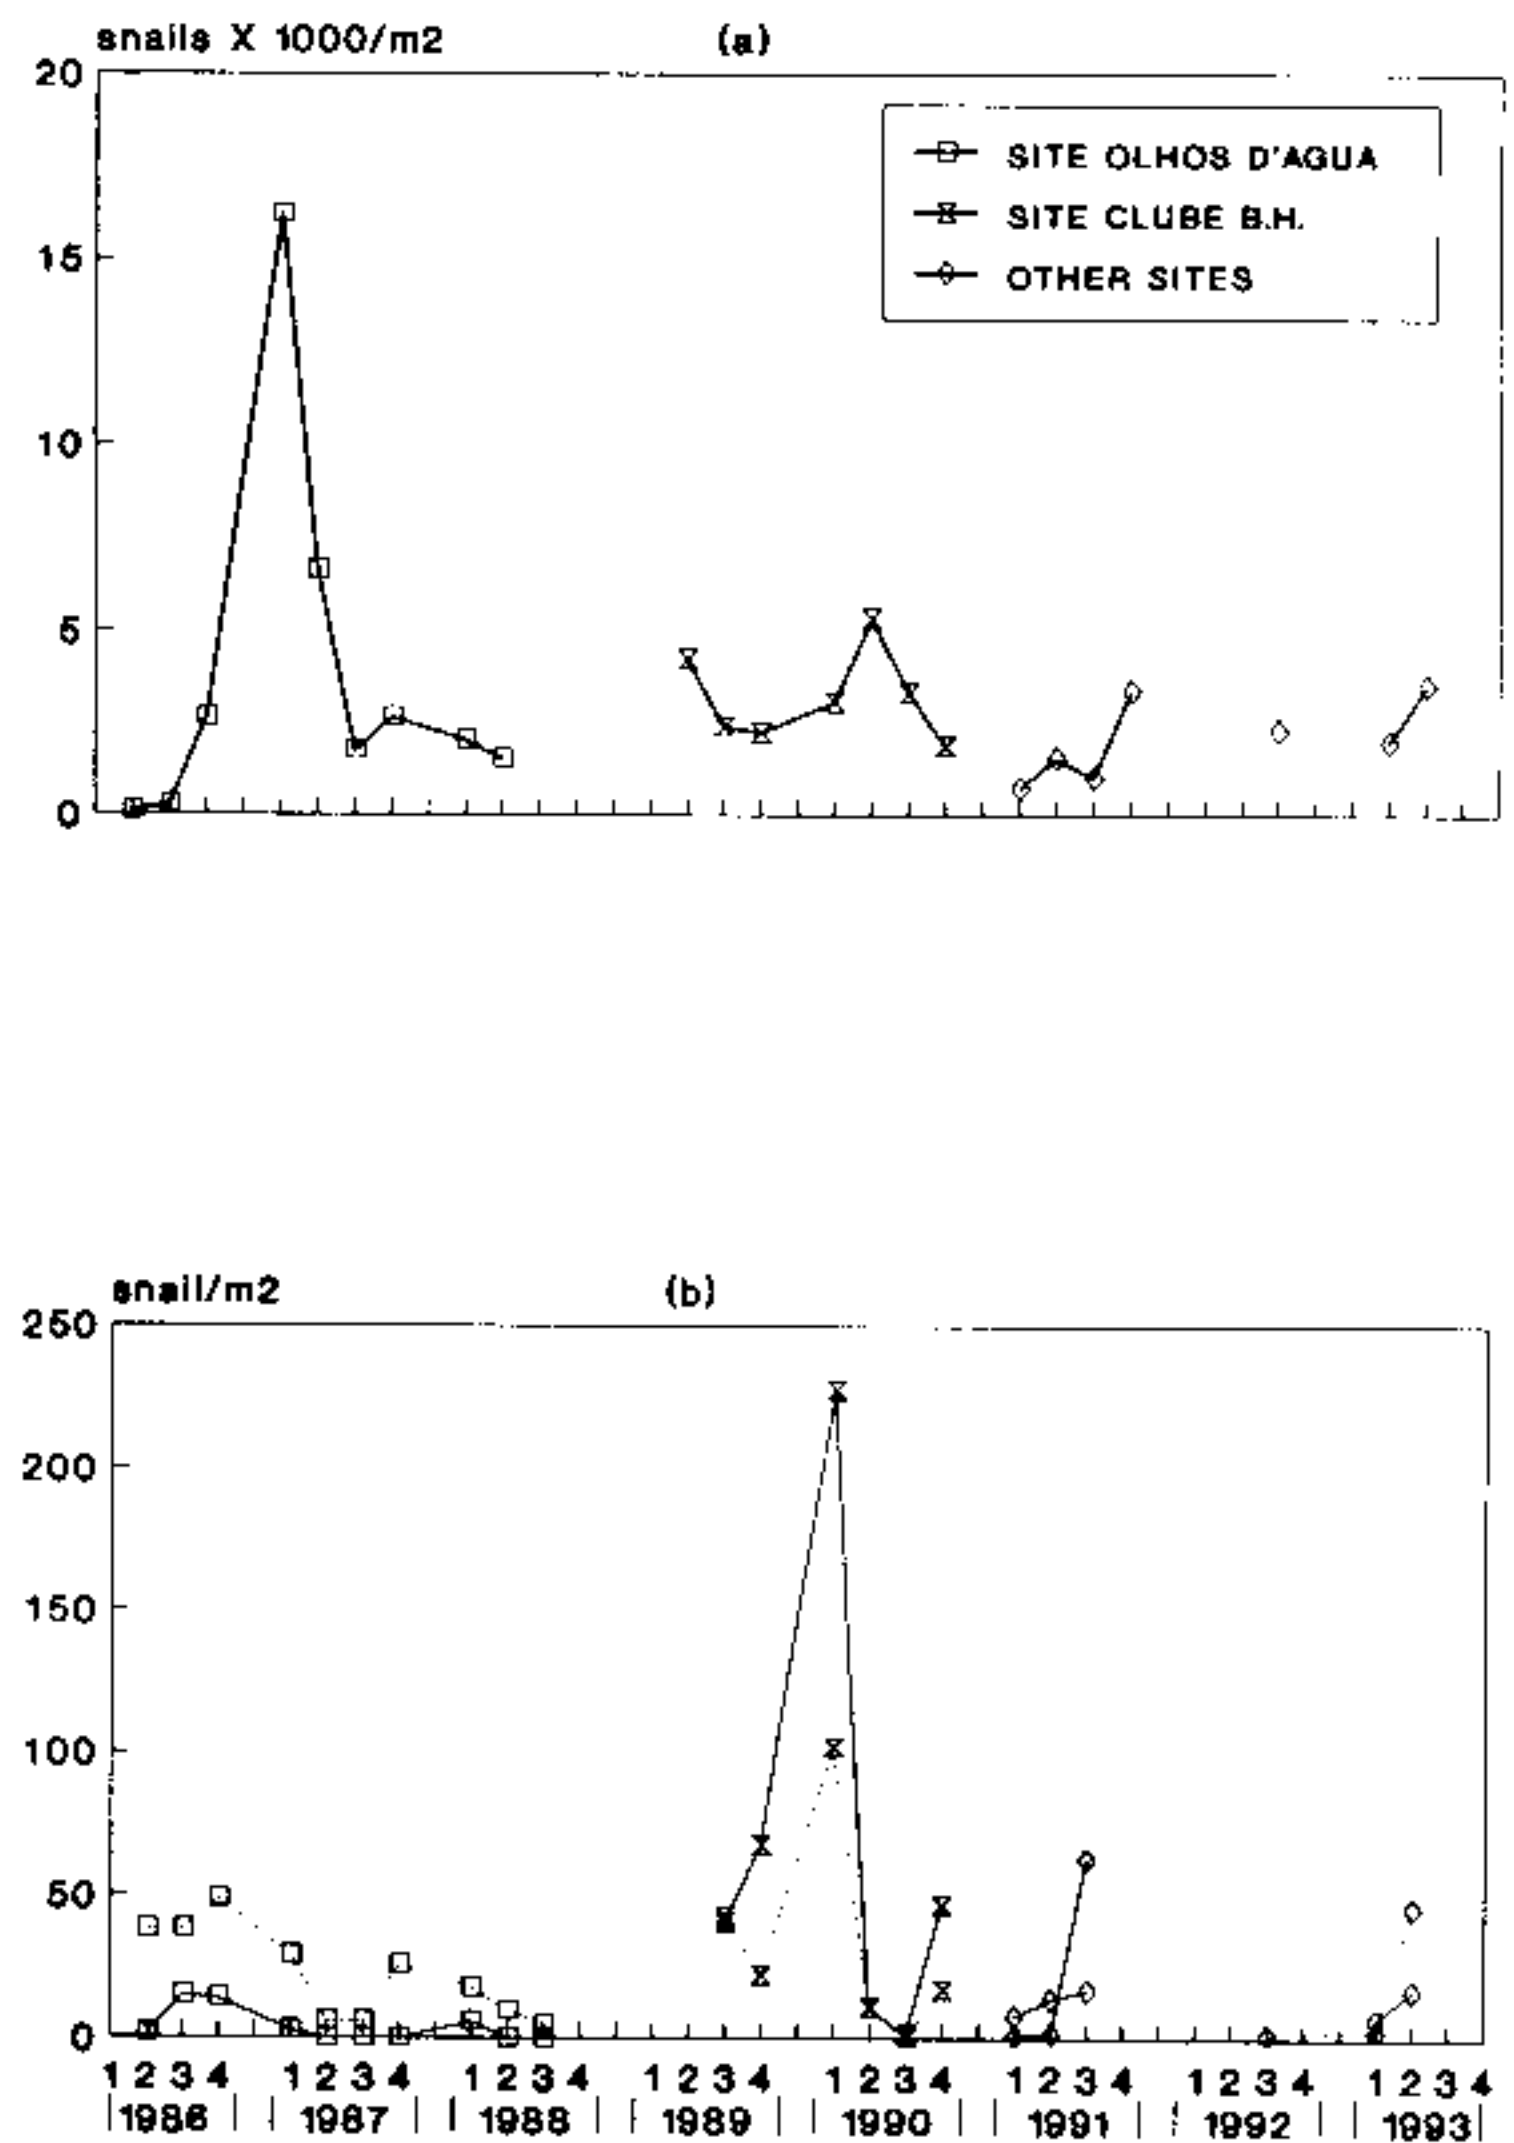 snails X 1000/m2 (a)
20
15
10
5
0
SITE OLHOS D'AGUA
SITE CLUBE B.H.
OTHER SITES
snail/m2 (b)
250
200
150
100
50
0
1 2 3 4 1 2 3 4 1 2 3 4 1 2 3 4 1 2 3 4 1 2 3 4 1 2 3 4 1 2 3 4
1986 1987 1988 1989 1990 1991 1992 1993